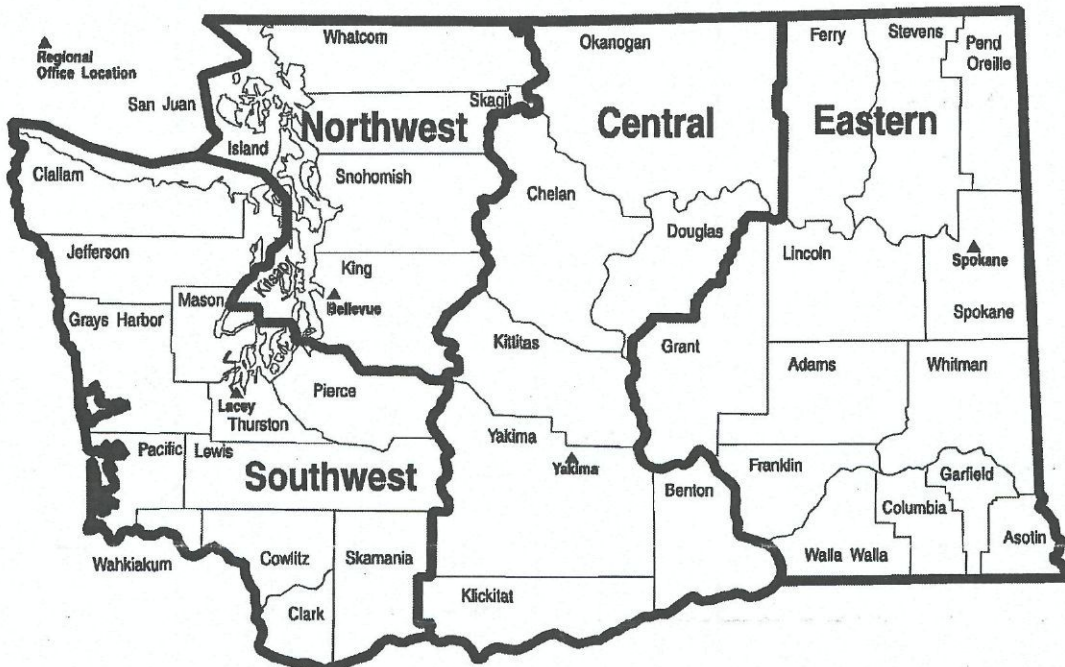 Regional
Office Location
San Juan
Whatcom
Skagit
Northwest
Island
Snohomish
King
Kitsap
Bellevue
Clallam
Jefferson
Mason
Grays Harbor
Lacey
Thurston
Pierce
Pacific
Lewis
Southwest
Wahkiakum
Cowlitz
Skamania
Clark
Okanogan
Central
Chelan
Douglas
Kittitas
Yakima
Yakima
Benton
Klickitat
Ferry
Stevens
Pend
Oreille
Eastern
Lincoln
Spokane
Spokane
Grant
Adams
Whitman
Franklin
Garfield
Columbia
Walla Walla
Asotin